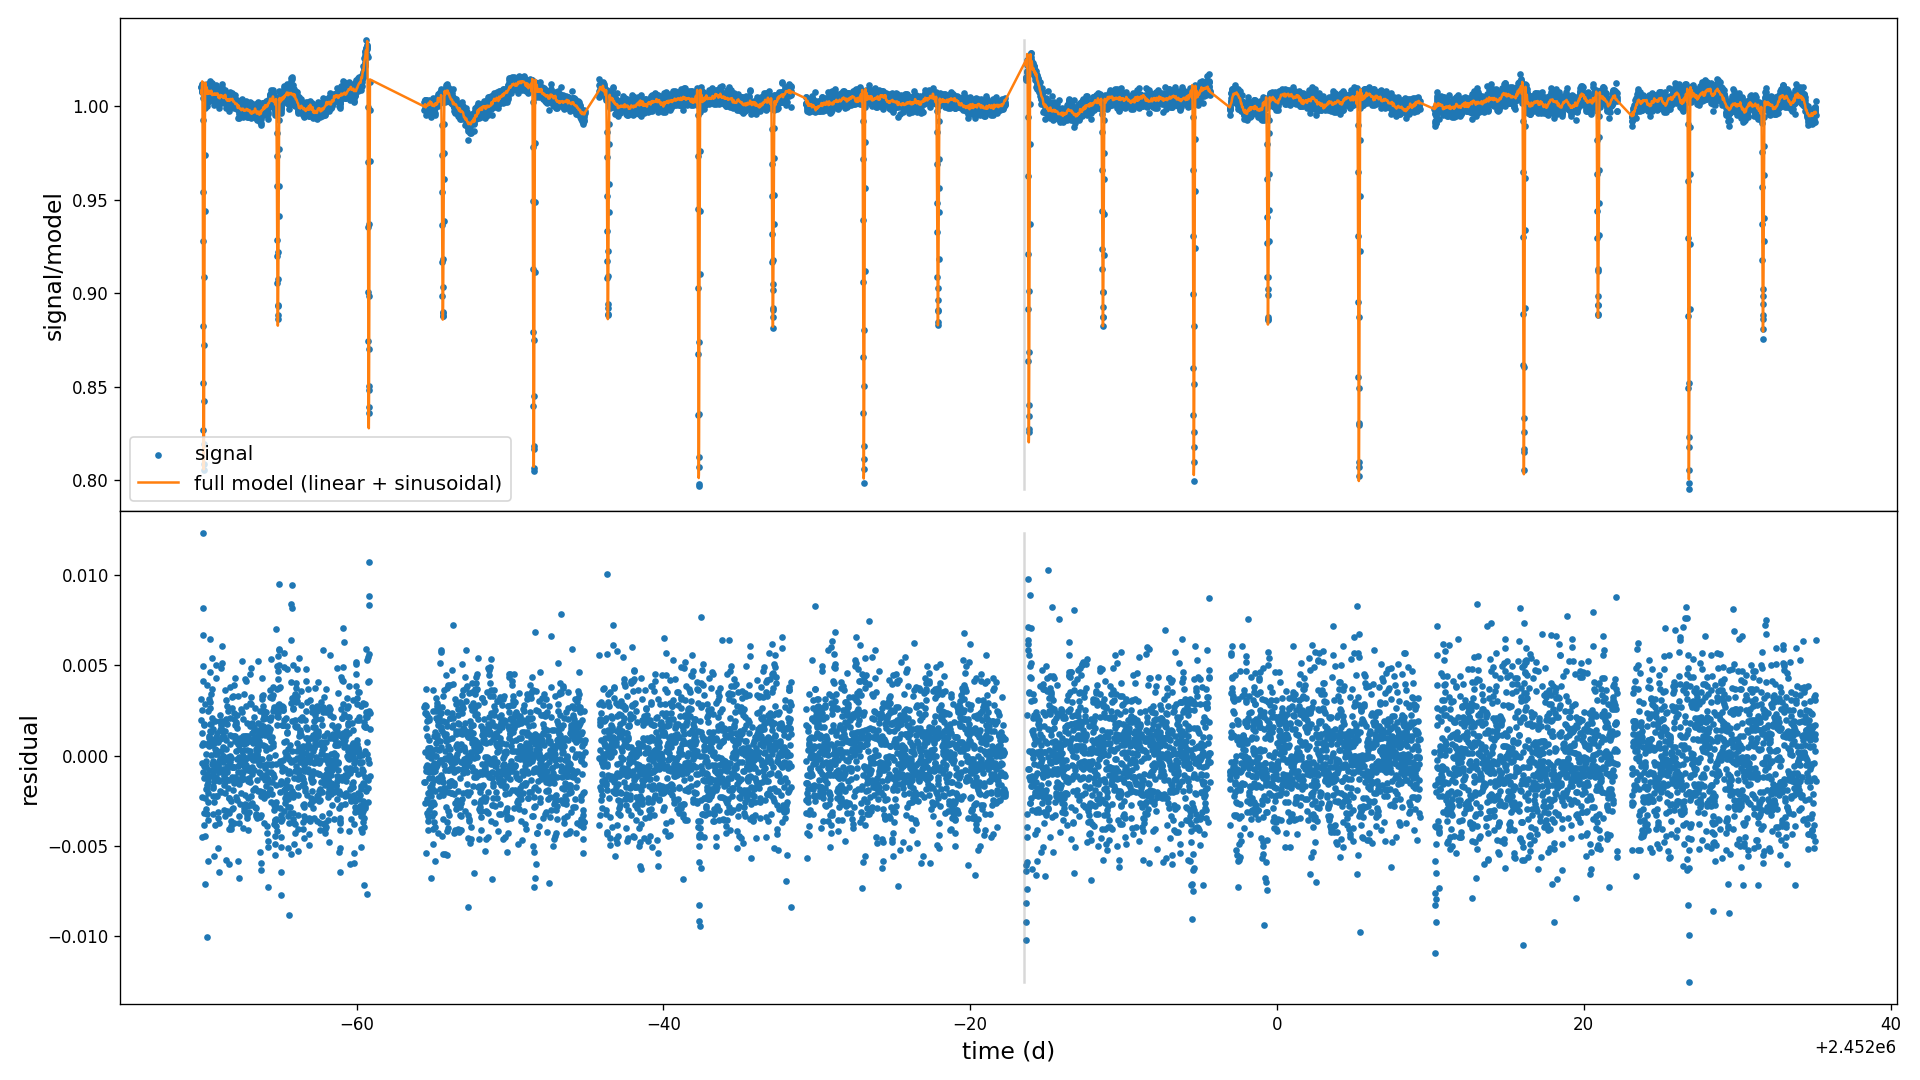 signal/model
1.00
0.95
0.90
0.85
0.80
signal
full model (linear + sinusoidal)
residual
0.010
0.005
0.000
−0.005
−0.010
−60
−40
−20
0
20
40
time (d)
+2.452e6